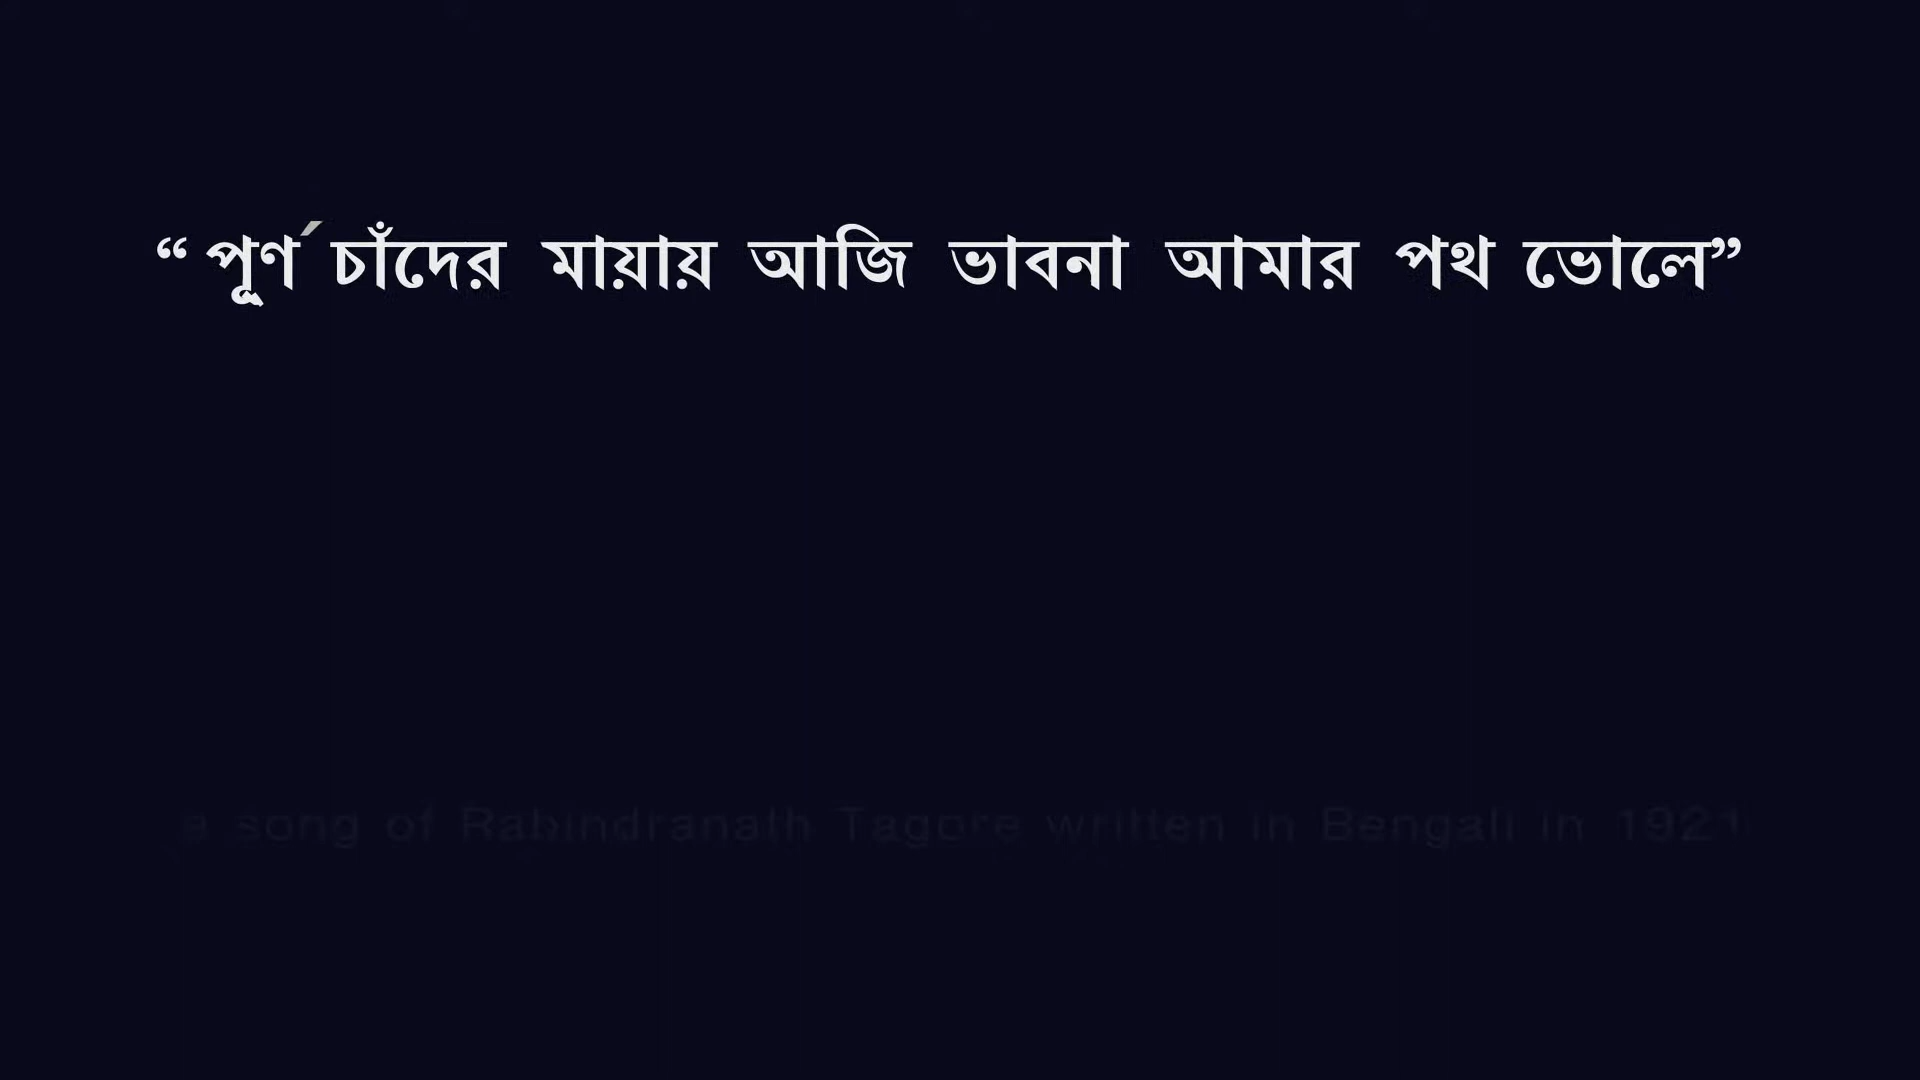 “ পূর্ণ চাঁদের মায়ায় আজি ভাবনা আমার পথ ভোলে”
a song of Rabindranath Tagore written in Bengali in 1921